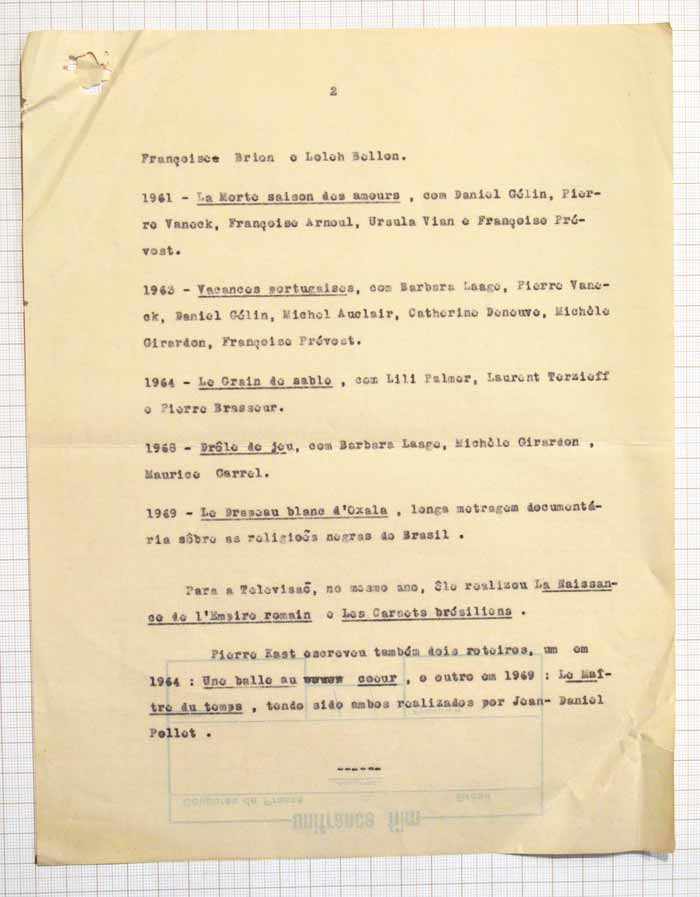 2
Françoise Brion e Loleh Bellon.
1961 - La Morte saison des amours , com Daniel Gélin, Pier-
re Vaneck, Françoise Arnoul, Ursula Vian e Françoise Pré-
vost.
1963 - Vacances portugaises, com Barbara Laage, Pierre Vane-
ck, Daniel Gélin, Michel Auclair, Catherine Deneuve, Michèle
Girardon, Françoise Prévost.
1964 - Le Grain de sable , com Lili Palmer, Laurent Terzieff
e Pierre Brasseur.
1968 - Drôle de jeu, com Barbara Laage, Michèle Girardon ,
Maurice Garrel.
1969 - Le Drapeau blanc d'Oxala , longa metragem documentá-
ria sôbre as religioẽs negras do Brasil .
Para a Televisaõ, no mesmo ano, êle realizou La Naissan-
ce de l'Empire romain e Les Carnets brésiliens .
Pierre Kast escreveu também dois roteiros, um em
1964 : Une balle au coeur , e outro em 1969 : Le Maî-
tre du temps , tendo sido ambos realizados por Jean- Daniel
Pollet .
------
unifrance film